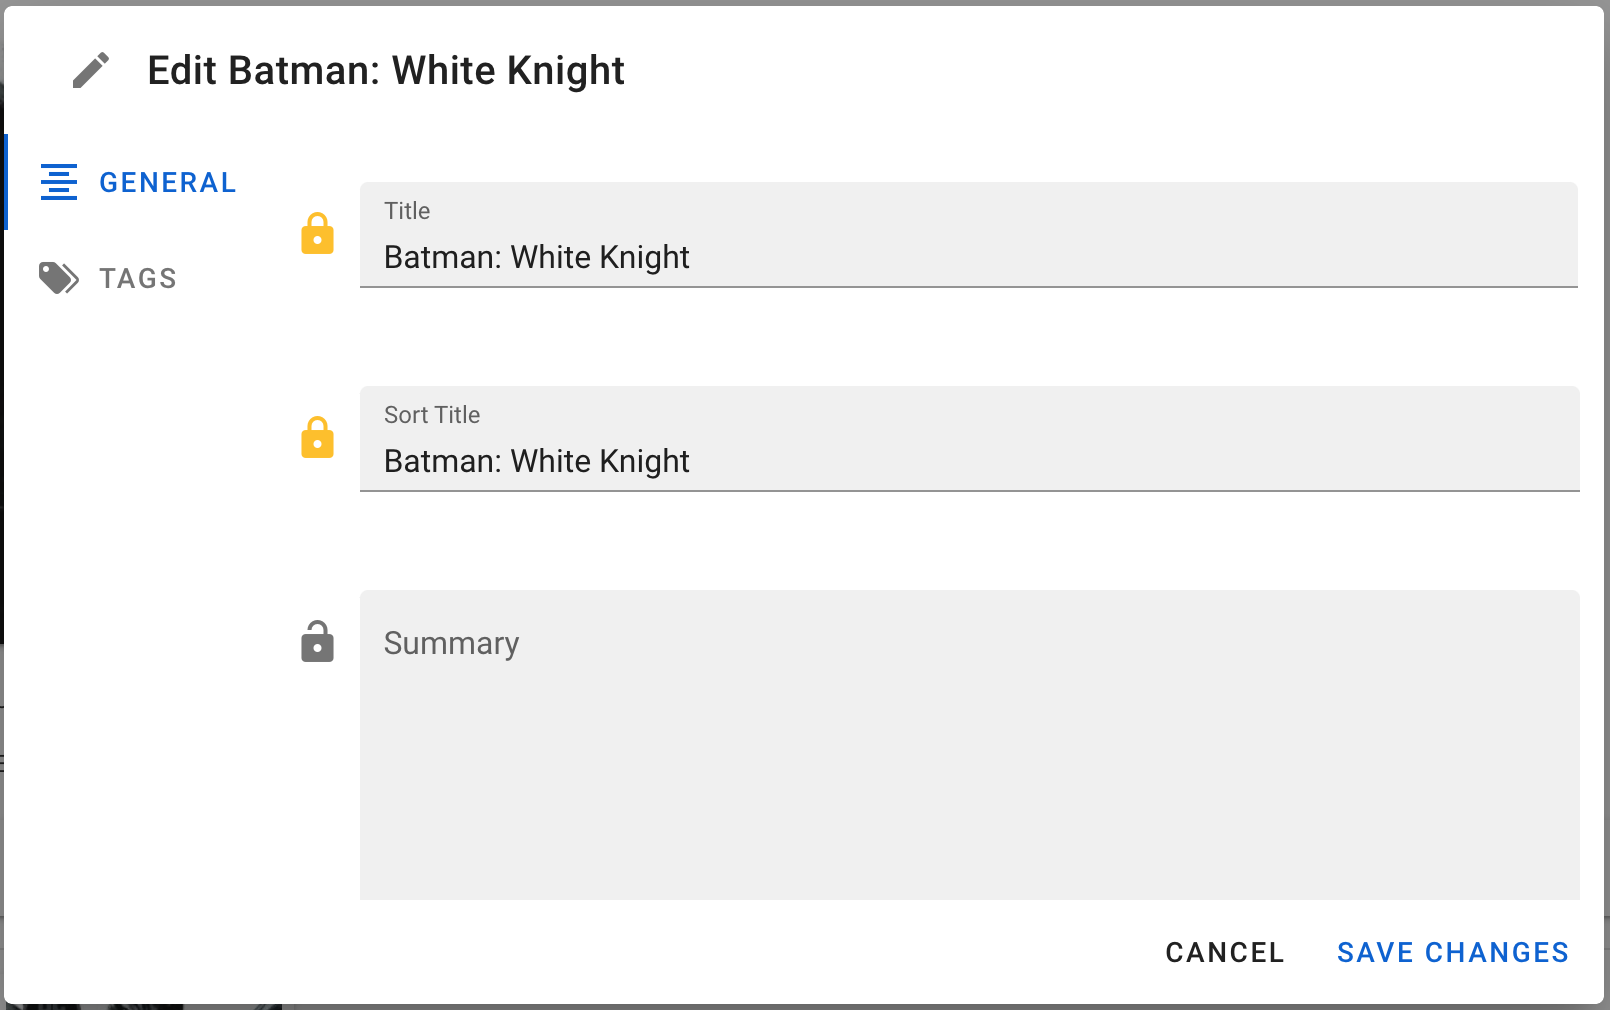 Edit Batman: White Knight
GENERAL
TAGS
Title
Batman: White Knight
Sort Title
Batman: White Knight
Summary
CANCEL
SAVE CHANGES